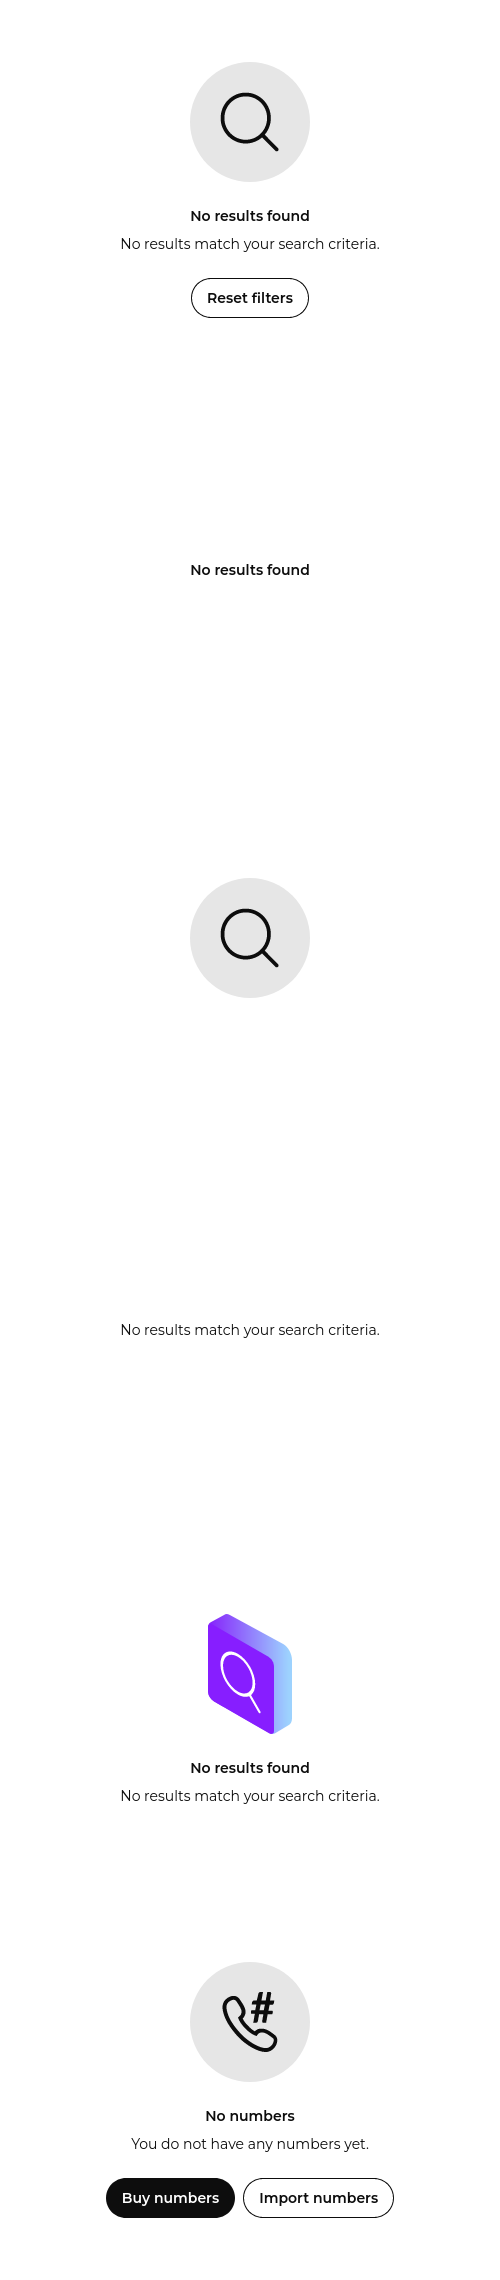 No results found
No results match your search criteria.
Reset filters
No results found
No results match your search criteria.
No results found
No results match your search criteria.
#
No numbers
You do not have any numbers yet.
Buy numbers Import numbers